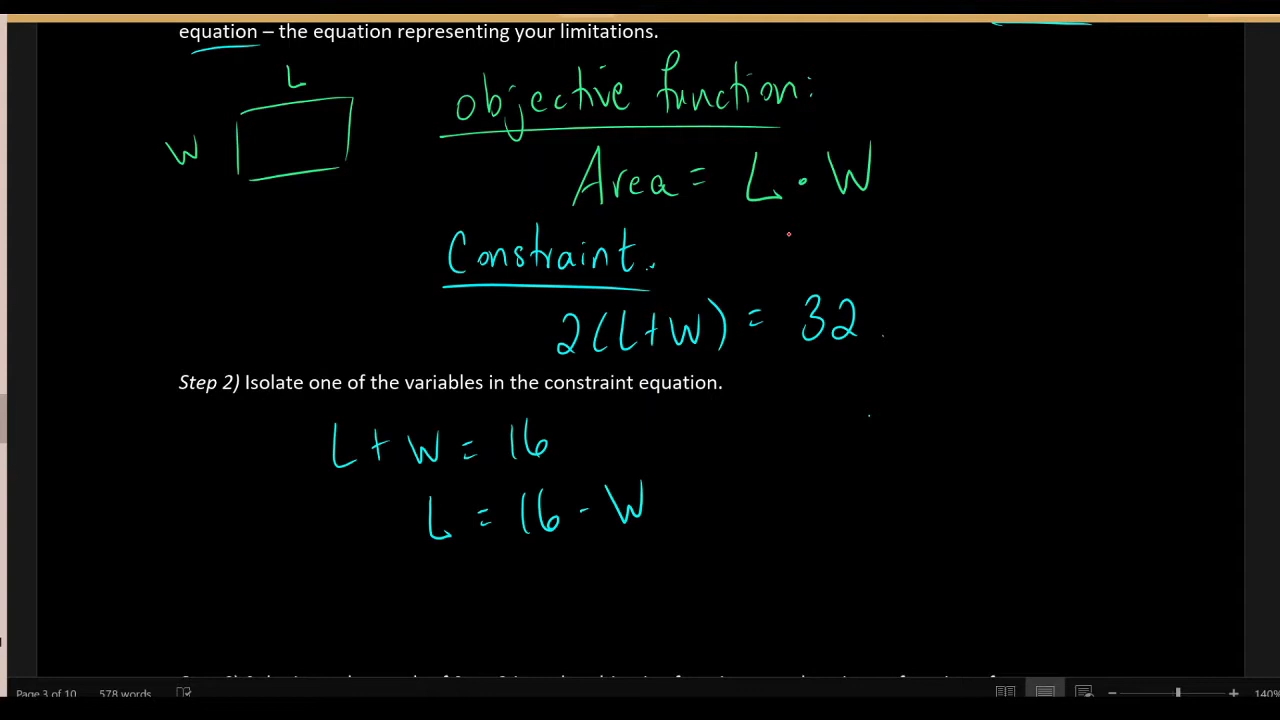 equation – the equation representing your limitations.
L
W
objective function:
Area = L · W
Constraint.
2(L+W) = 32
Step 2) Isolate one of the variables in the constraint equation.
L + W = 16
L = 16 - W
Page 3 of 10 578 words 140%